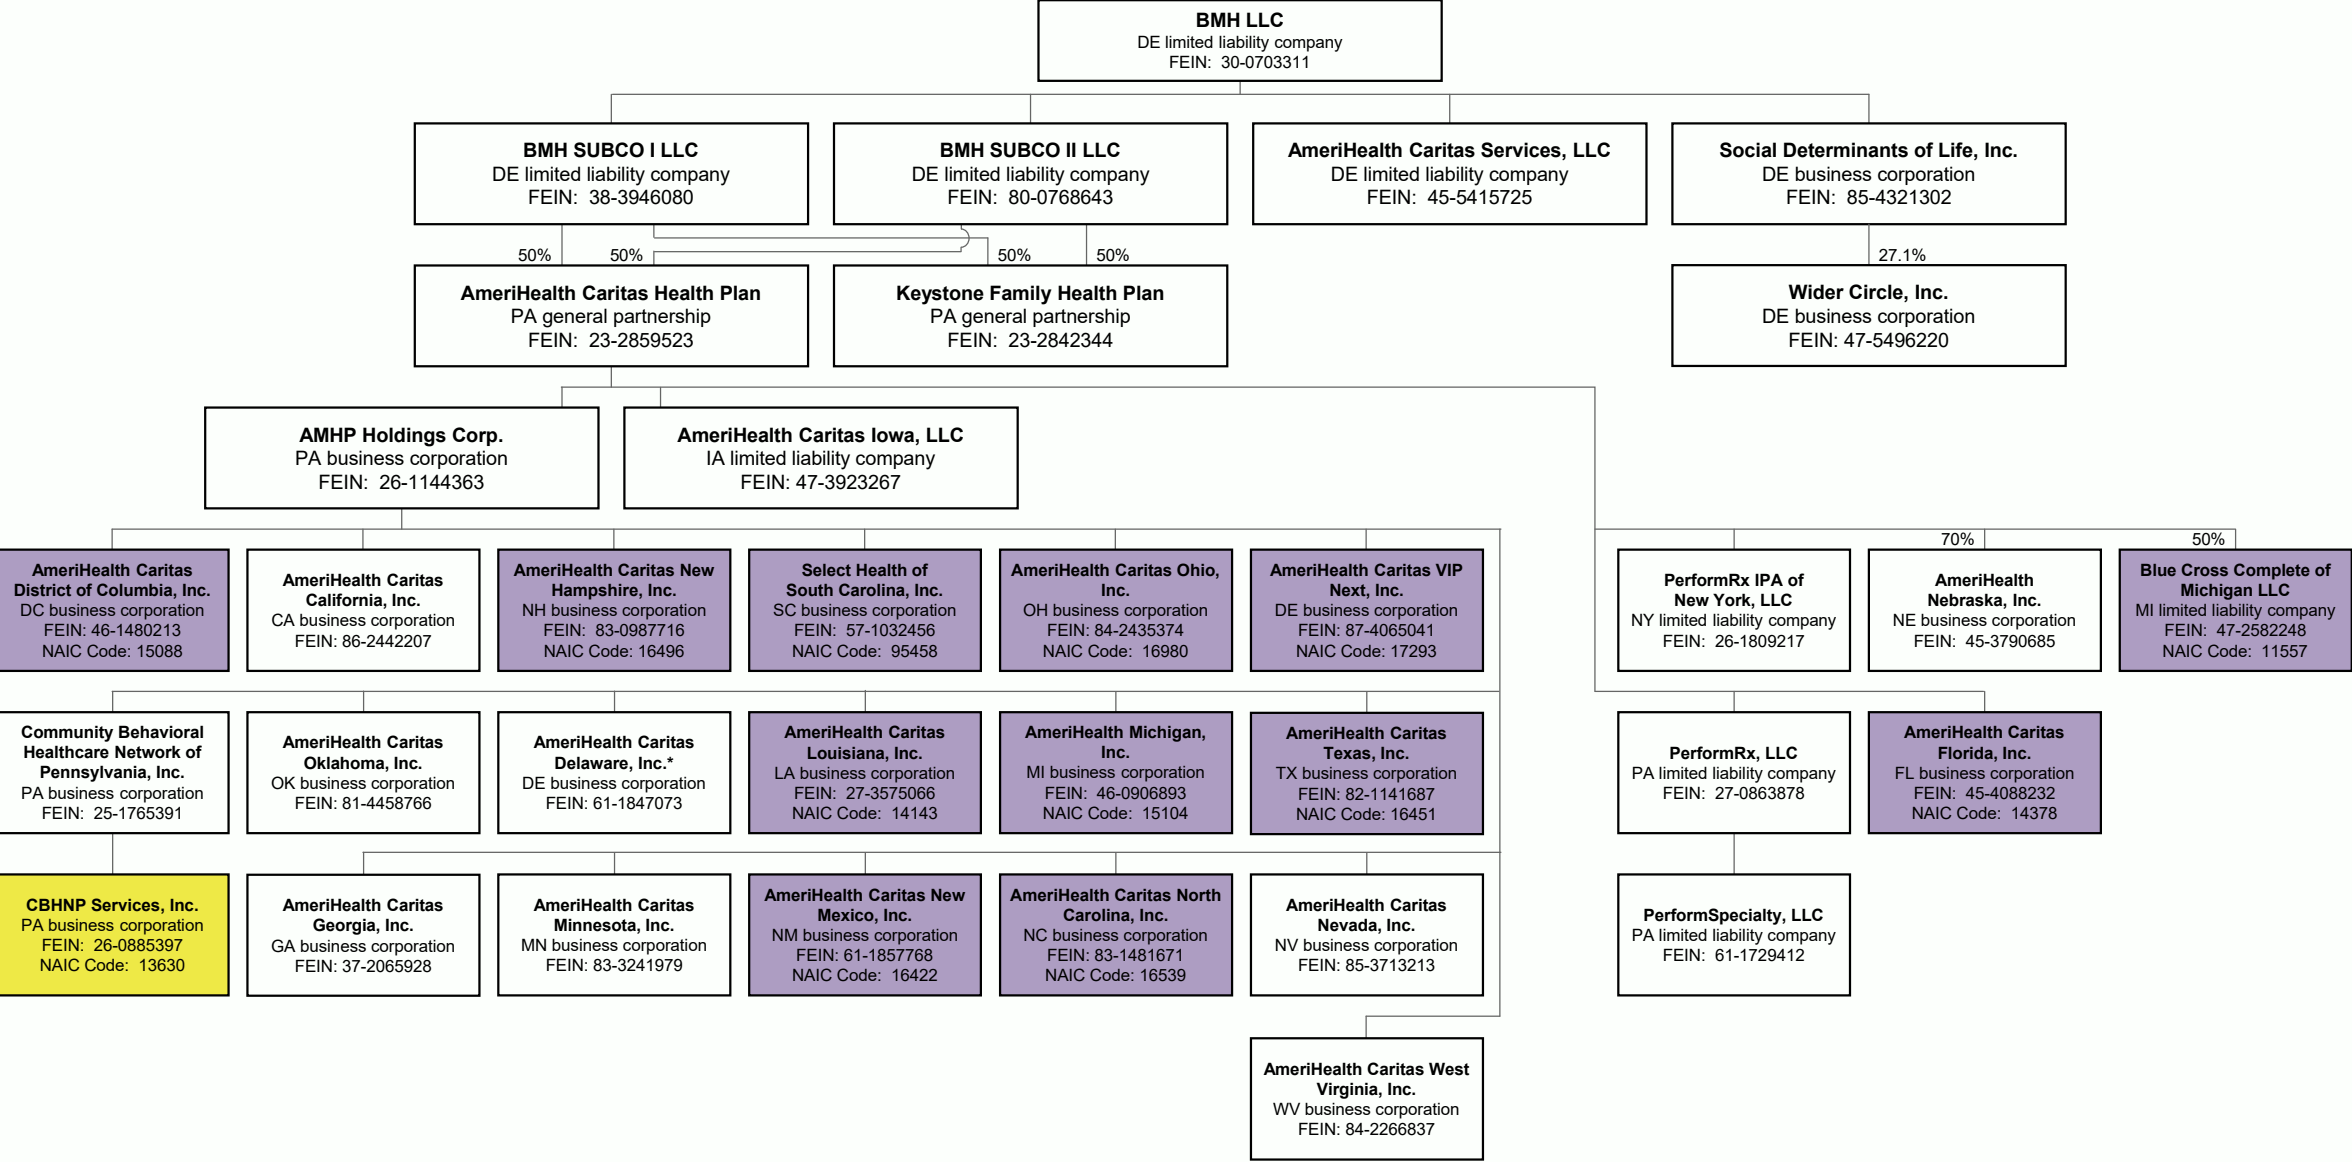 BMH LLC
DE limited liability company
FEIN: 30-0703311
BMH SUBCO I LLC
DE limited liability company
FEIN: 38-3946080
BMH SUBCO II LLC
DE limited liability company
FEIN: 80-0768643
AmeriHealth Caritas Services, LLC
DE limited liability company
FEIN: 45-5415725
Social Determinants of Life, Inc.
DE business corporation
FEIN: 85-4321302
50%
50%
50%
50%
27.1%
AmeriHealth Caritas Health Plan
PA general partnership
FEIN: 23-2859523
Keystone Family Health Plan
PA general partnership
FEIN: 23-2842344
Wider Circle, Inc.
DE business corporation
FEIN: 47-5496220
AMHP Holdings Corp.
PA business corporation
FEIN: 26-1144363
AmeriHealth Caritas Iowa, LLC
IA limited liability company
FEIN: 47-3923267
70%
50%
AmeriHealth Caritas
District of Columbia, Inc.
DC business corporation
FEIN: 46-1480213
NAIC Code: 15088
AmeriHealth Caritas
California, Inc.
CA business corporation
FEIN: 86-2442207
AmeriHealth Caritas New
Hampshire, Inc.
NH business corporation
FEIN: 83-0987716
NAIC Code: 16496
Select Health of
South Carolina, Inc.
SC business corporation
FEIN: 57-1032456
NAIC Code: 95458
AmeriHealth Caritas Ohio,
Inc.
OH business corporation
FEIN: 84-2435374
NAIC Code: 16980
AmeriHealth Caritas VIP
Next, Inc.
DE business corporation
FEIN: 87-4065041
NAIC Code: 17293
PerformRx IPA of
New York, LLC
NY limited liability company
FEIN: 26-1809217
AmeriHealth
Nebraska, Inc.
NE business corporation
FEIN: 45-3790685
Blue Cross Complete of
Michigan LLC
MI limited liability company
FEIN: 47-2582248
NAIC Code: 11557
Community Behavioral
Healthcare Network of
Pennsylvania, Inc.
PA business corporation
FEIN: 25-1765391
AmeriHealth Caritas
Oklahoma, Inc.
OK business corporation
FEIN: 81-4458766
AmeriHealth Caritas
Delaware, Inc.*
DE business corporation
FEIN: 61-1847073
AmeriHealth Caritas
Louisiana, Inc.
LA business corporation
FEIN: 27-3575066
NAIC Code: 14143
AmeriHealth Michigan,
Inc.
MI business corporation
FEIN: 46-0906893
NAIC Code: 15104
AmeriHealth Caritas
Texas, Inc.
TX business corporation
FEIN: 82-1141687
NAIC Code: 16451
PerformRx, LLC
PA limited liability company
FEIN: 27-0863878
AmeriHealth Caritas
Florida, Inc.
FL business corporation
FEIN: 45-4088232
NAIC Code: 14378
CBHNP Services, Inc.
PA business corporation
FEIN: 26-0885397
NAIC Code: 13630
AmeriHealth Caritas
Georgia, Inc.
GA business corporation
FEIN: 37-2065928
AmeriHealth Caritas
Minnesota, Inc.
MN business corporation
FEIN: 83-3241979
AmeriHealth Caritas New
Mexico, Inc.
NM business corporation
FEIN: 61-1857768
NAIC Code: 16422
AmeriHealth Caritas North
Carolina, Inc.
NC business corporation
FEIN: 83-1481671
NAIC Code: 16539
AmeriHealth Caritas
Nevada, Inc.
NV business corporation
FEIN: 85-3713213
PerformSpecialty, LLC
PA limited liability company
FEIN: 61-1729412
AmeriHealth Caritas West
Virginia, Inc.
WV business corporation
FEIN: 84-2266837